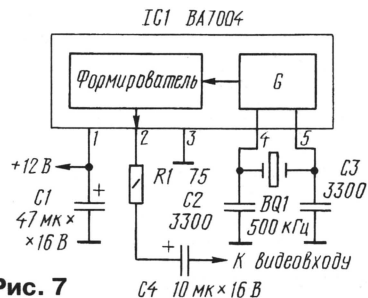 IC1 BA7004
Формирователь
G
1
2
3
4
5
+12 В
R1 75
C1
47 мк ×
× 16 В
C2
3300
BQ1
500 кГц
C3
3300
К видеовходу
C4 10 мк × 16 В
Рис. 7